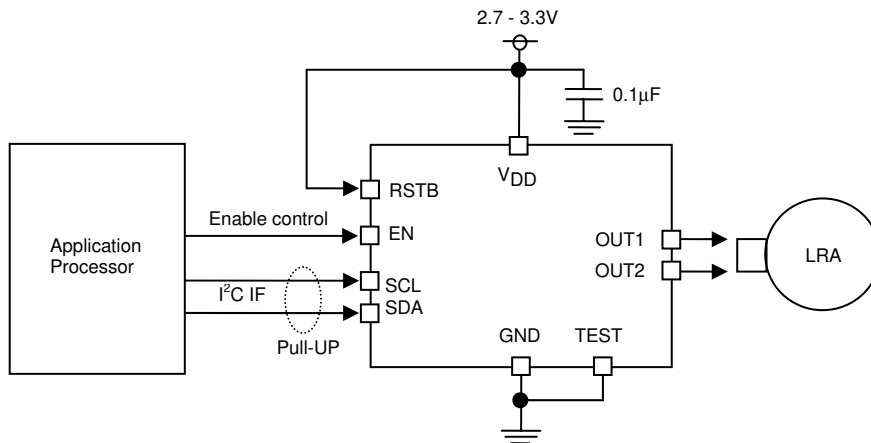 2.7 - 3.3V
0.1μF
VDD
RSTB
Enable control
EN
Application
Processor
OUT1
LRA
OUT2
I²C IF
SCL
SDA
Pull-UP
GND
TEST